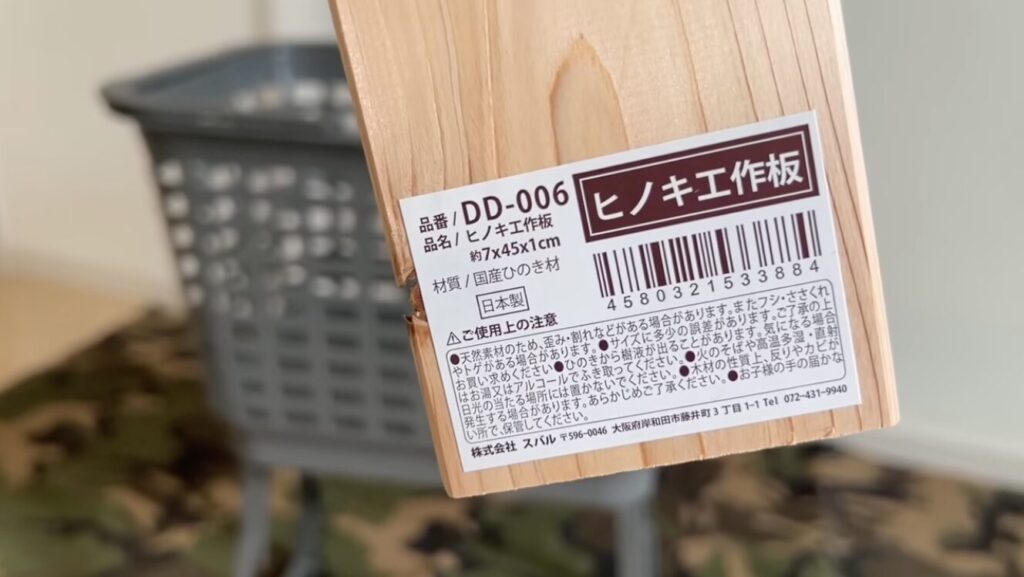 品番 / DD-006
品名 / ヒノキ工作板
約7x45x1cm
材質 / 国産ひのき材
日本製
ヒノキ工作板
4580321533884
⚠ご使用上の注意
●天然素材のため、歪み・割れなどがある場合があります。またフシ・ささくれ
やトゲがある場合があります。●サイズに多少の誤差があります。ご了承の上
お買い求めください。●ひのきから樹液が出ることがあります。気になる場合
はお湯又はアルコールでふき取ってください。●火のそばや高温多湿・直射
日光の当たる場所には置かないでください。●木材の性質上、反りやカビが
発生する場合があります。あらかじめご了承ください。●お子様の手の届かな
い所で、保管してください。
株式会社 スバル 〒596-0046 大阪府岸和田市藤井町3丁目1-1 Tel 072-431-9940